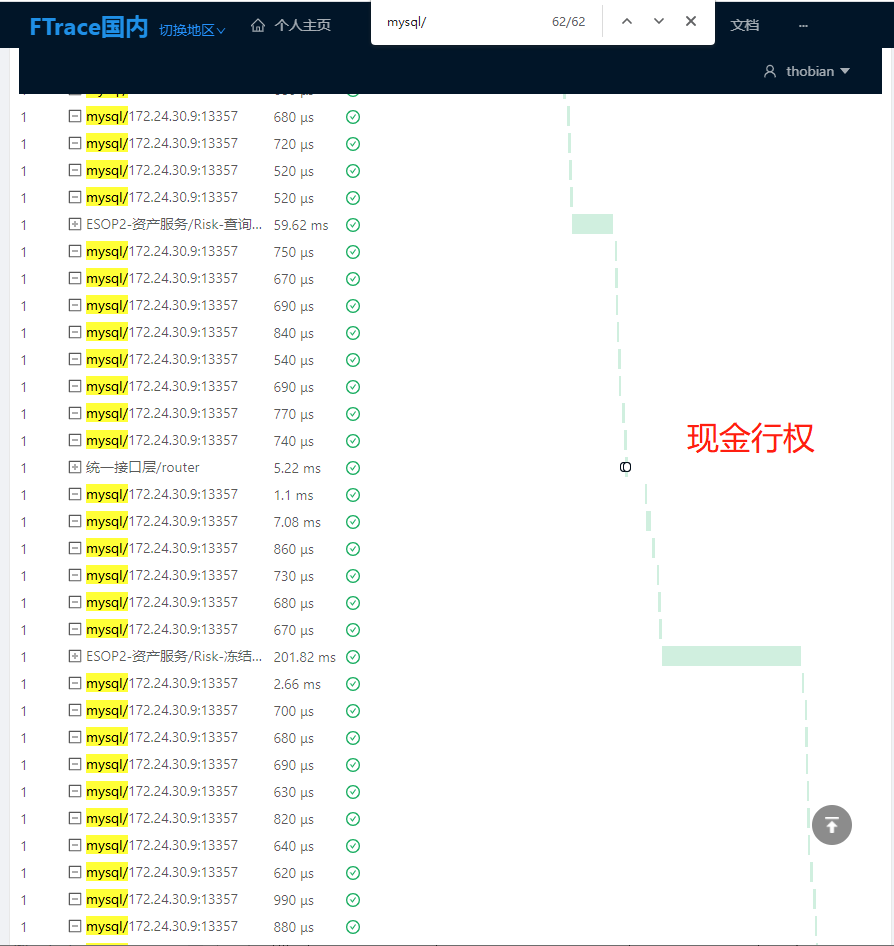 FTrace国内 切换地区 个人主页 mysql/ 62/62 文档 ...
thobian
1 mysql/172.24.30.9:13357 680 μs
1 mysql/172.24.30.9:13357 720 μs
1 mysql/172.24.30.9:13357 520 μs
1 mysql/172.24.30.9:13357 520 μs
1 ESOP2-资产服务/Risk-查询... 59.62 ms
1 mysql/172.24.30.9:13357 750 μs
1 mysql/172.24.30.9:13357 670 μs
1 mysql/172.24.30.9:13357 690 μs
1 mysql/172.24.30.9:13357 840 μs
1 mysql/172.24.30.9:13357 540 μs
1 mysql/172.24.30.9:13357 690 μs
1 mysql/172.24.30.9:13357 770 μs
1 mysql/172.24.30.9:13357 740 μs
现金行权
1 统一接口层/router 5.22 ms
1 mysql/172.24.30.9:13357 1.1 ms
1 mysql/172.24.30.9:13357 7.08 ms
1 mysql/172.24.30.9:13357 860 μs
1 mysql/172.24.30.9:13357 730 μs
1 mysql/172.24.30.9:13357 680 μs
1 mysql/172.24.30.9:13357 670 μs
1 ESOP2-资产服务/Risk-冻结... 201.82 ms
1 mysql/172.24.30.9:13357 2.66 ms
1 mysql/172.24.30.9:13357 700 μs
1 mysql/172.24.30.9:13357 680 μs
1 mysql/172.24.30.9:13357 690 μs
1 mysql/172.24.30.9:13357 630 μs
1 mysql/172.24.30.9:13357 820 μs
1 mysql/172.24.30.9:13357 640 μs
1 mysql/172.24.30.9:13357 620 μs
1 mysql/172.24.30.9:13357 990 μs
1 mysql/172.24.30.9:13357 880 μs